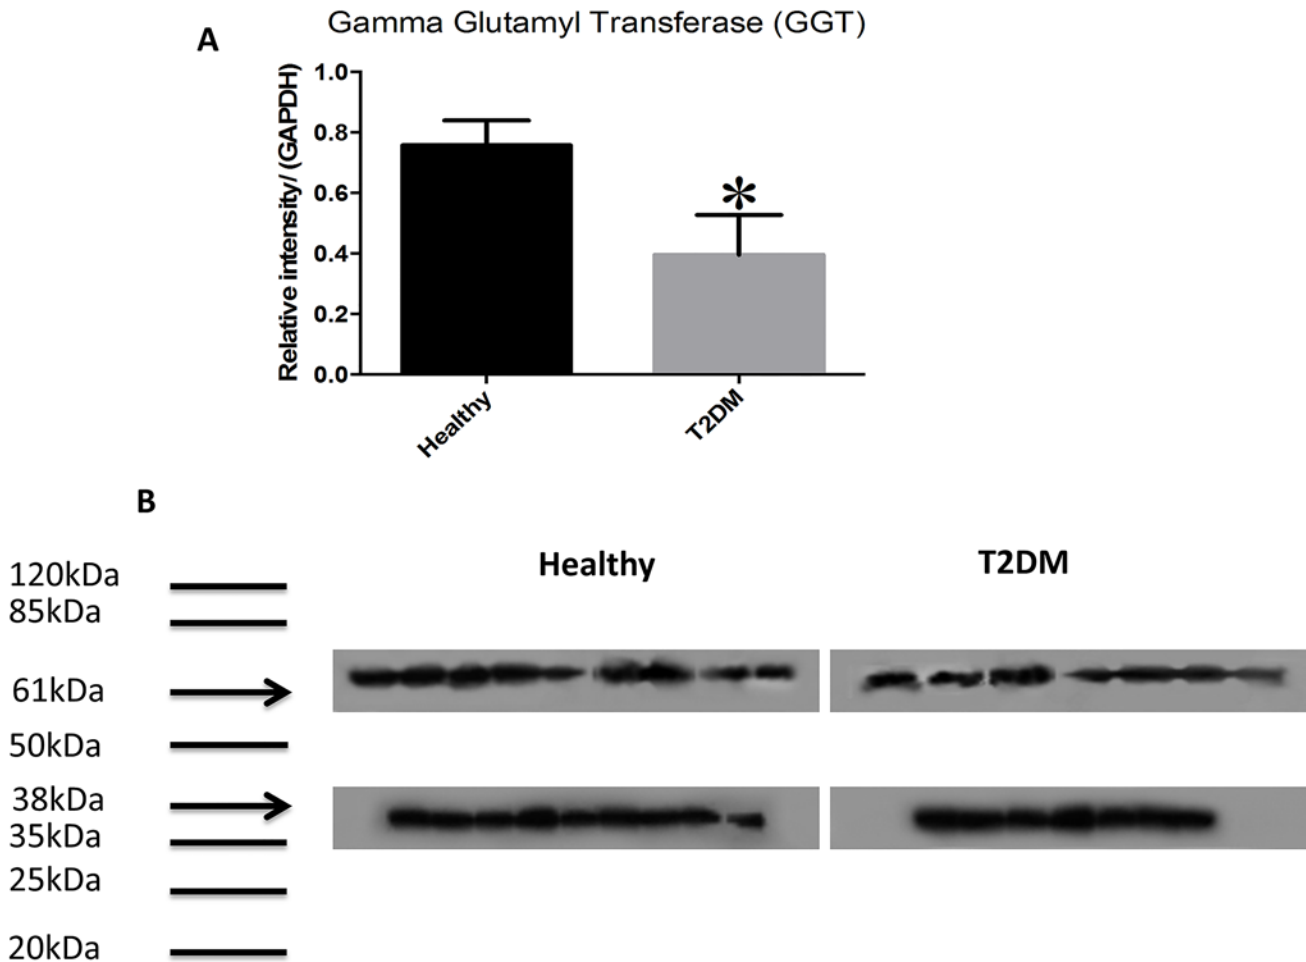 Gamma Glutamyl Transferase (GGT)
A
Relative intensity/ (GAPDH)
1.0
0.8
0.6
0.4
0.2
0.0
*
Healthy
T2DM
B
Healthy
T2DM
120kDa
85kDa
61kDa
50kDa
38kDa
35kDa
25kDa
20kDa